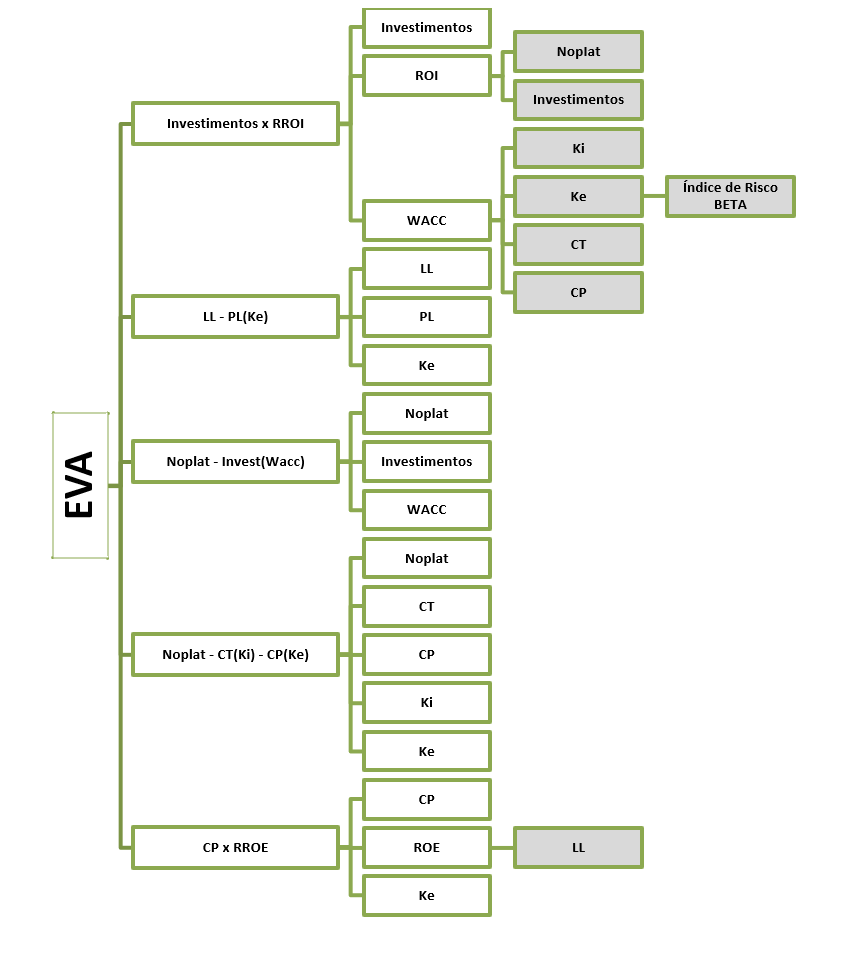 EVA
Investimentos x RROI
Investimentos
ROI
Noplat
Investimentos
WACC
Ki
Ke
Índice de Risco
BETA
CT
CP
LL - PL(Ke)
LL
PL
Ke
Noplat - Invest(Wacc)
Noplat
Investimentos
WACC
Noplat - CT(Ki) - CP(Ke)
Noplat
CT
CP
Ki
Ke
CP x RROE
CP
ROE
LL
Ke